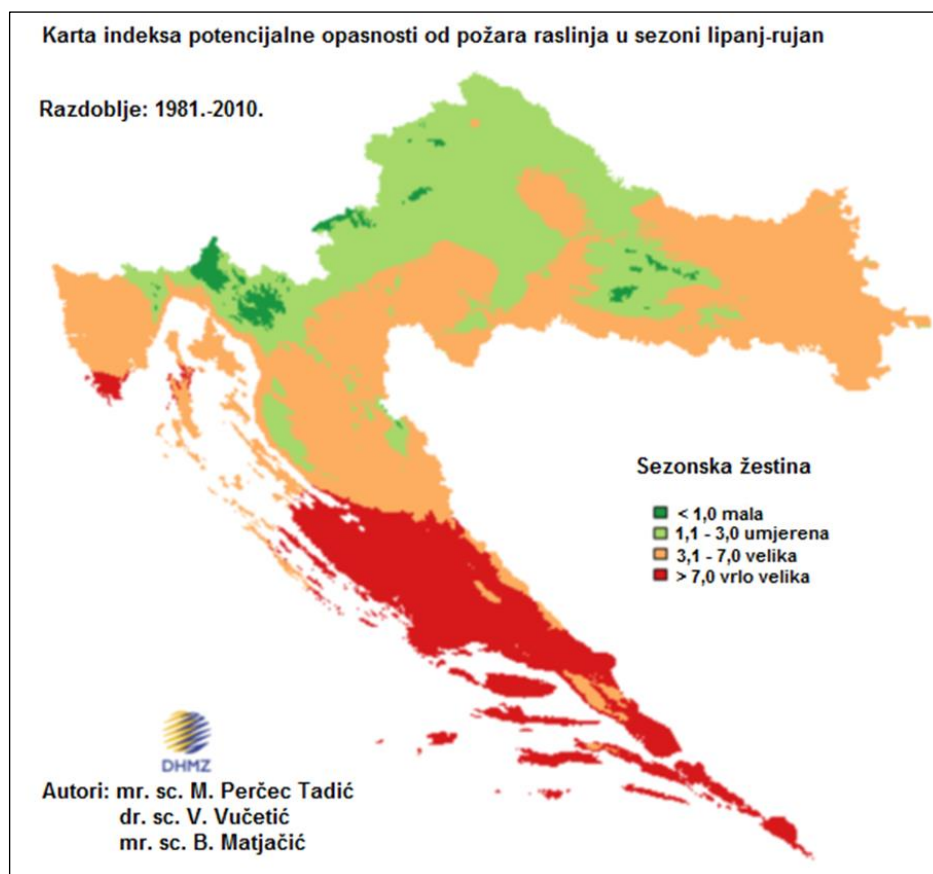 Karta indeksa potencijalne opasnosti od požara raslinja u sezoni lipanj-rujan
Razdoblje: 1981.-2010.
Sezonska žestina
< 1,0 mala
1,1 - 3,0 umjerena
3,1 - 7,0 velika
> 7,0 vrlo velika
DHMZ
Autori: mr. sc. M. Perčec Tadić
dr. sc. V. Vučetić
mr. sc. B. Matjačić